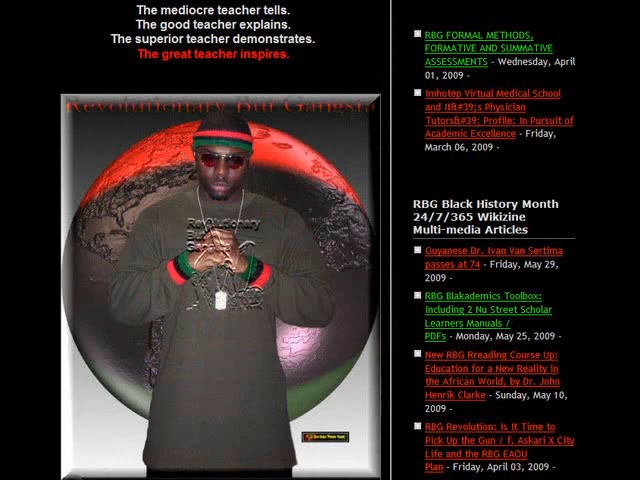 The mediocre teacher tells.
The good teacher explains.
The superior teacher demonstrates.
The great teacher inspires.
Revolutionary But Gangsta
Revolutionary
RBG FORMAL METHODS,
FORMATIVE AND SUMMATIVE
ASSESSMENTS - Wednesday, April
01, 2009 -
Imhotep Virtual Medical School
and It&#39;s Physician
Tutors&#39; Profile: In Pursuit of
Academic Excellence - Friday,
March 06, 2009 -
RBG Black History Month
24/7/365 Wikizine
Multi-media Articles
Guyanese Dr. Ivan Van Sertima
passes at 74 - Friday, May 29,
2009 -
RBG Blakademics Toolbox:
Including 2 Nu Street Scholar
Learners Manuals /
PDFs - Monday, May 25, 2009 -
New RBG Rreading Course Up:
Education for a New Reality in
the African World, by Dr. John
Henrik Clarke - Sunday, May 10,
2009 -
RBG Revolution: Is It Time to
Pick Up the Gun / f. Askari X City
Life and the RBG EAOU
Plan - Friday, April 03, 2009 -